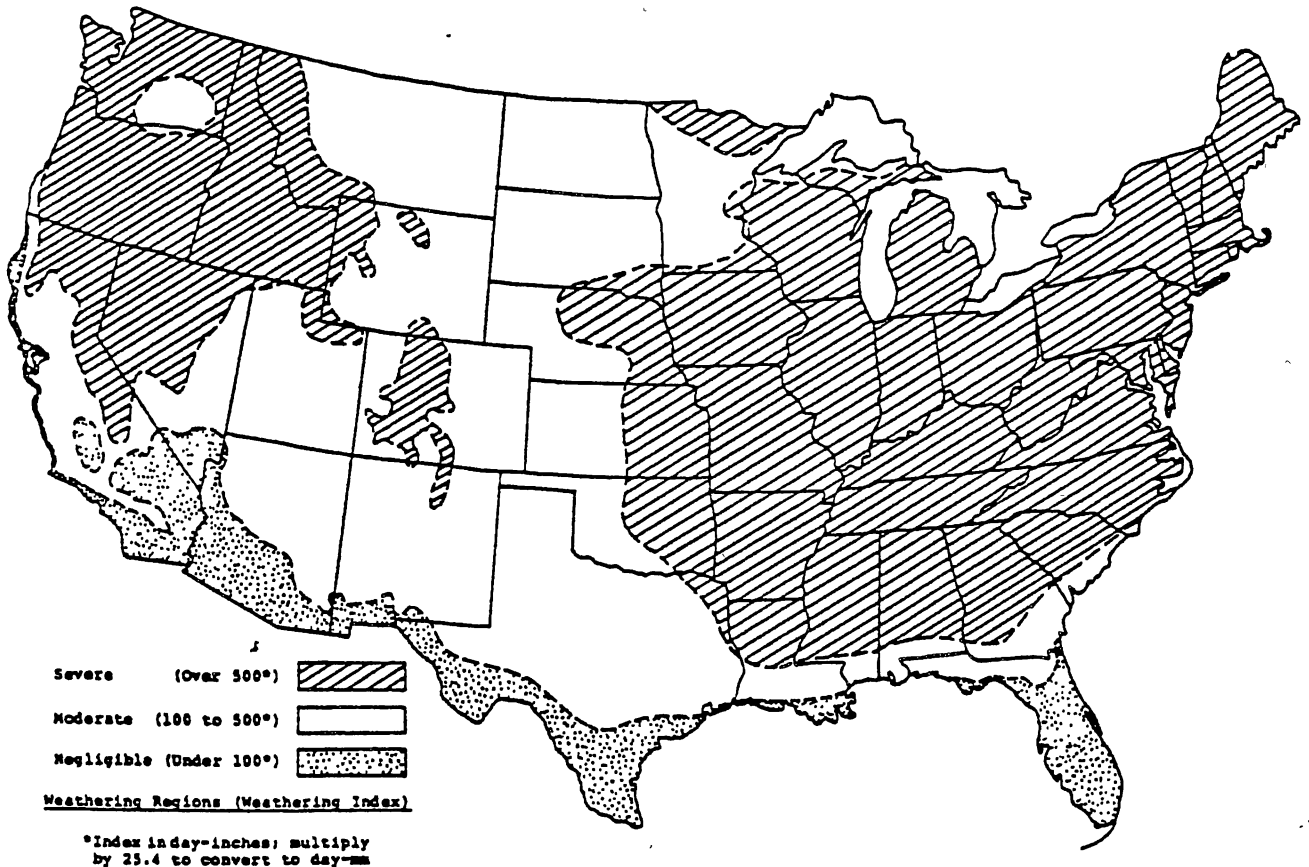 Severe (Over 500°)
Moderate (100 to 500°)
Negligible (Under 100°)
Weathering Regions (Weathering Index)
°Index in day-inches; multiply
by 25.4 to convert to day-mm